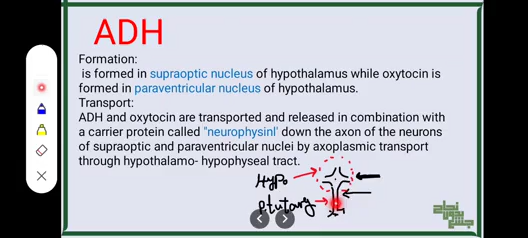 ADH
Formation:
is formed in supraoptic nucleus of hypothalamus while oxytocin is
formed in paraventricular nucleus of hypothalamus.
Transport:
ADH and oxytocin are transported and released in combination with
a carrier protein called "neurophysinl' down the axon of the neurons
of supraoptic and paraventricular nuclei by axoplasmic transport
through hypothalamo- hypophyseal tract.
Hypo
ptutary